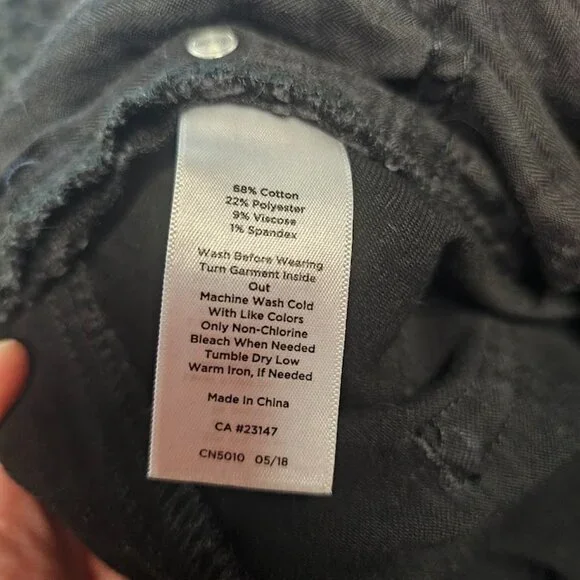 68% Cotton
22% Polyester
9% Viscose
1% Spandex
Wash Before Wearing
Turn Garment Inside
Out
Machine Wash Cold
With Like Colors
Only Non-Chlorine
Bleach When Needed
Tumble Dry Low
Warm Iron, If Needed
Made In China
CA #23147
CN5010 05/18